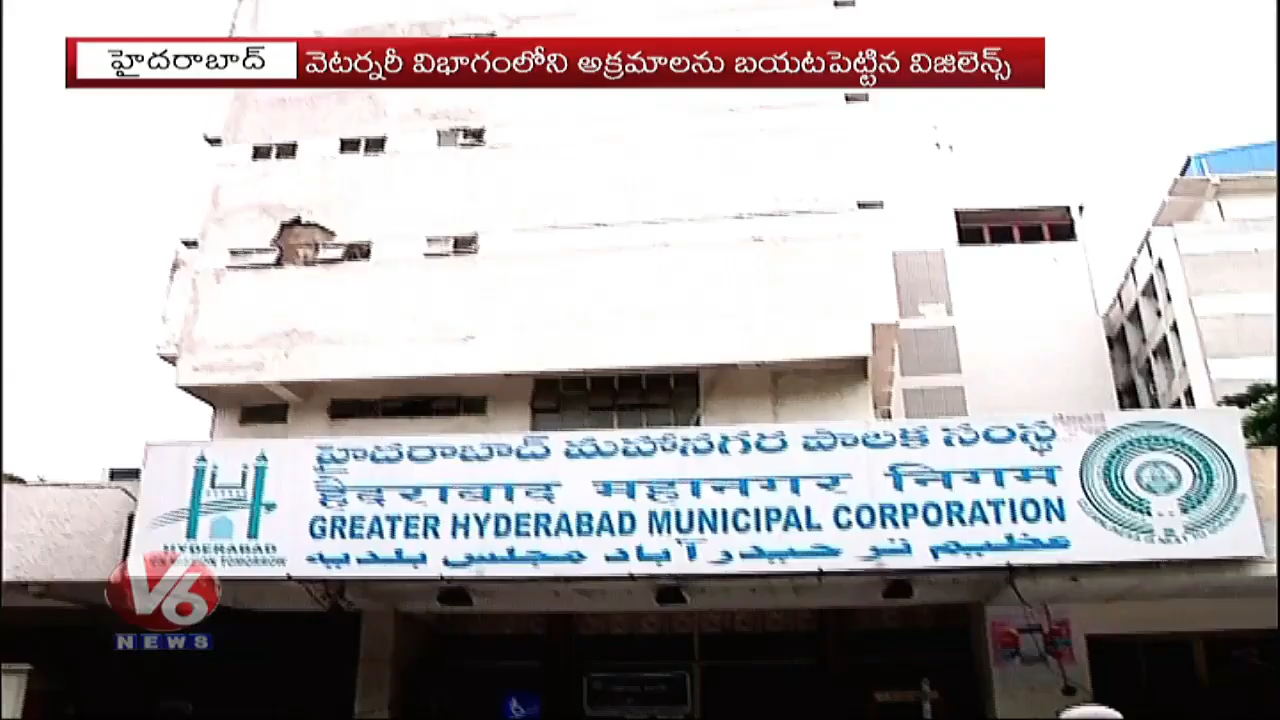 హైదరాబాద్
వెటర్నరీ విభాగంలోని అక్రమాలను బయటపెట్టిన విజిలెన్స్
హైదరాబాద్ మహానగర పాలక సంస్థ
हैदराबाद महानगर निगम
GREATER HYDERABAD MUNICIPAL CORPORATION
عظیم تر حیدرآباد مجلس بلدیہ
HYDERABAD
V6
NEWS